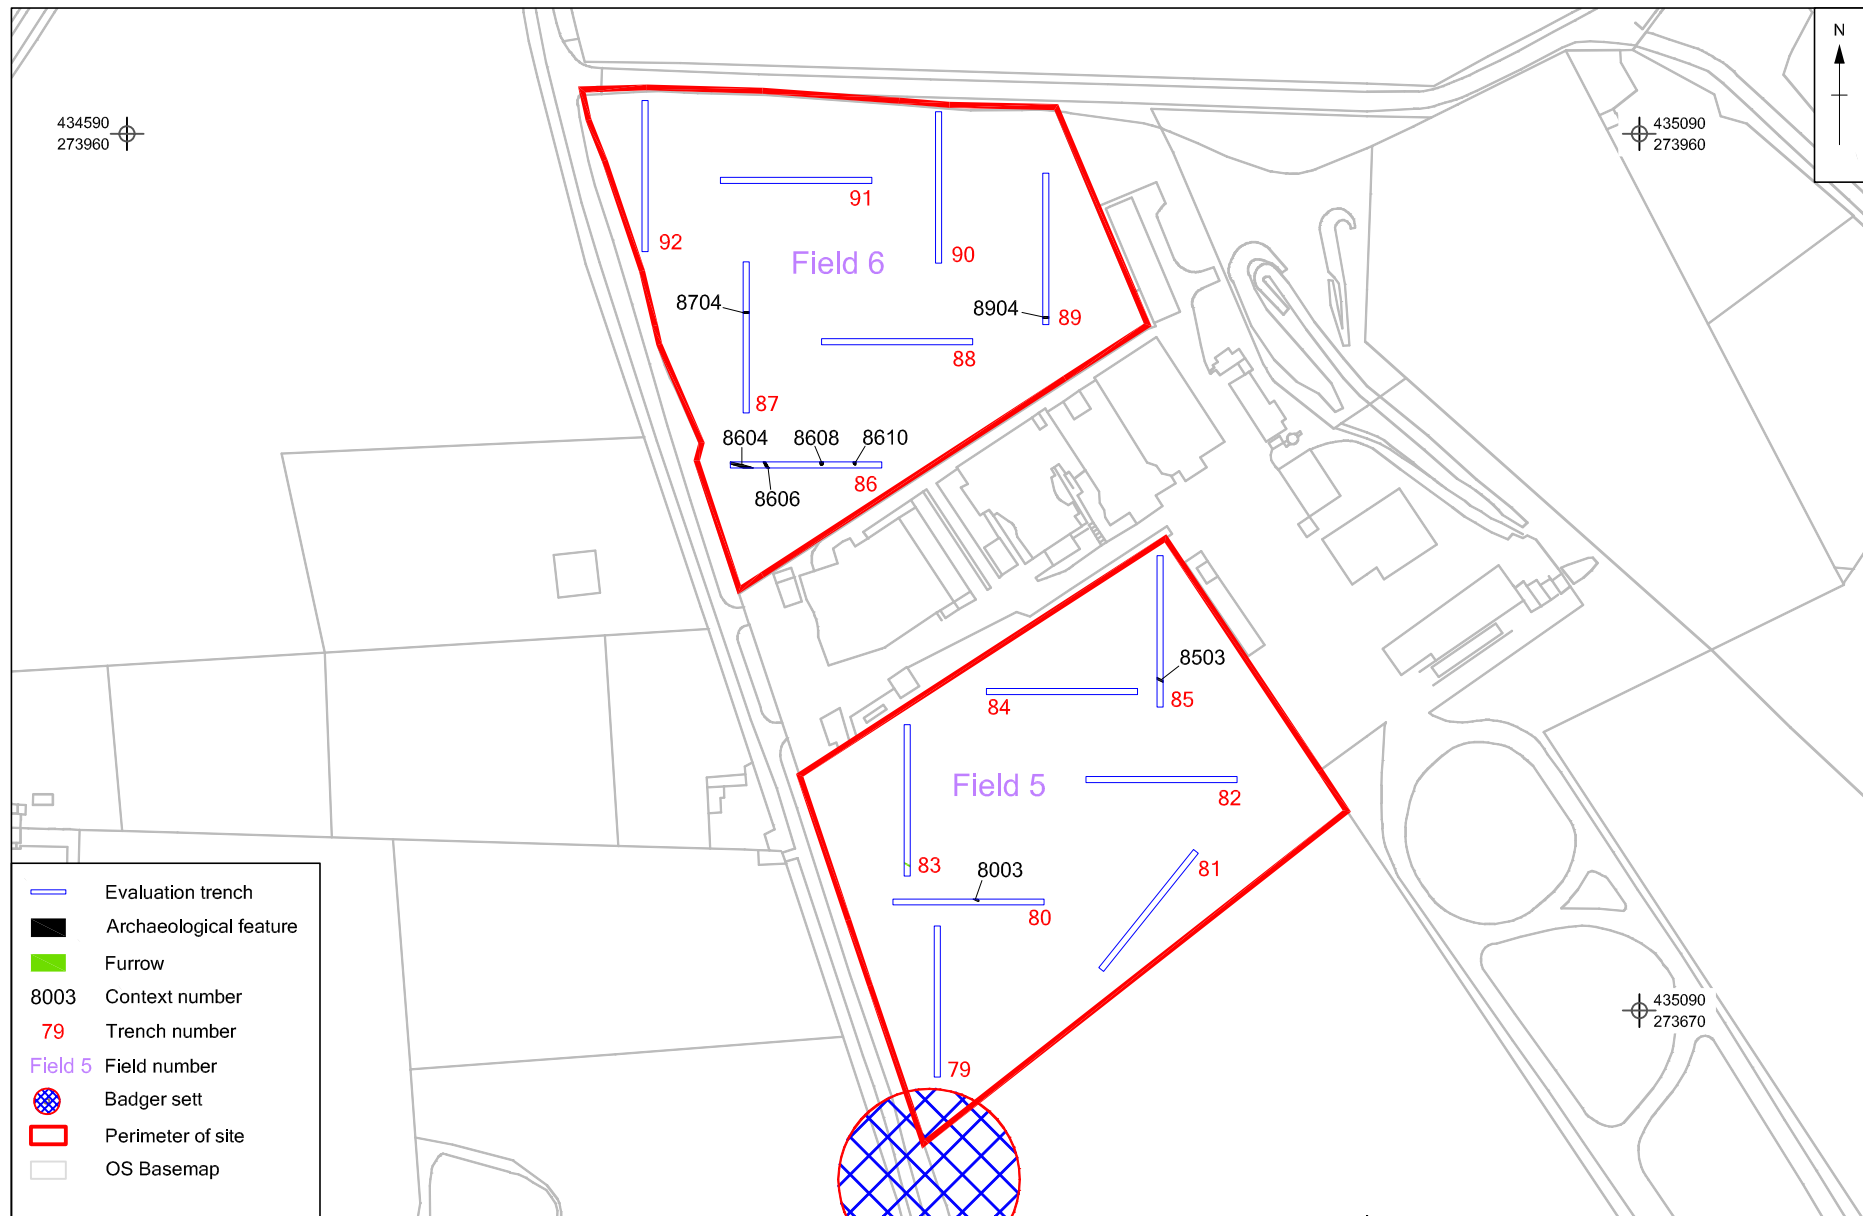 N
434590
273960
435090
273960
91
92
90
Field 6
8704
8904
89
88
87
8604
8608
8610
86
8606
8503
84
85
Field 5
82
83
8003
81
80
435090
273670
79
Evaluation trench
Archaeological feature
Furrow
8003 Context number
79 Trench number
Field 5 Field number
Badger sett
Perimeter of site
OS Basemap